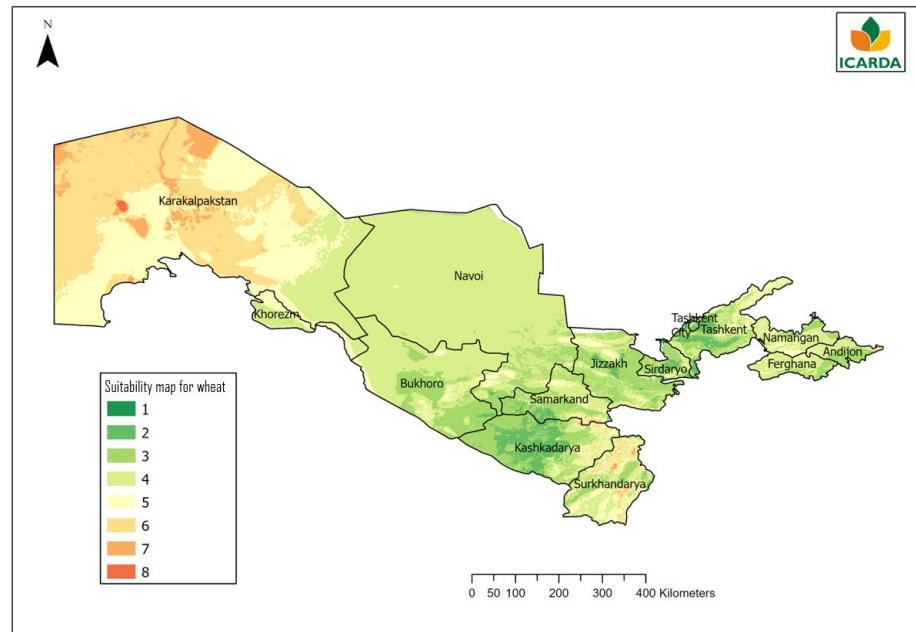 N
ICARDA
Karakalpakstan
Navoi
Khorezm
Tashkent
City
Tashkent
Namangan
Andijon
Ferghana
Sirdaryo
Jizzakh
Bukhoro
Samarkand
Kashkadarya
Surkhandarya
Suitability map for wheat
1
2
3
4
5
6
7
8
0 50 100 200 300 400 Kilometers